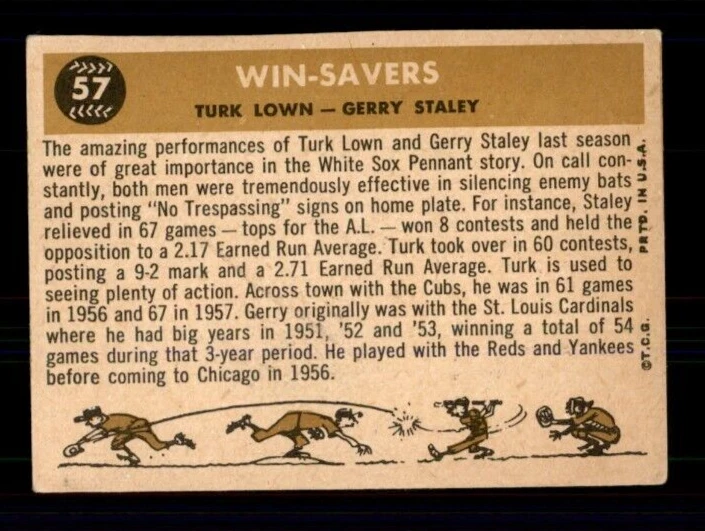 57
WIN-SAVERS
TURK LOWN — GERRY STALEY
The amazing performances of Turk Lown and Gerry Staley last season
were of great importance in the White Sox Pennant story. On call con-
stantly, both men were tremendously effective in silencing enemy bats
and posting "No Trespassing" signs on home plate. For instance, Staley
relieved in 67 games — tops for the A.L. — won 8 contests and held the
opposition to a 2.17 Earned Run Average. Turk took over in 60 contests,
posting a 9-2 mark and a 2.71 Earned Run Average. Turk is used to
seeing plenty of action. Across town with the Cubs, he was in 61 games
in 1956 and 67 in 1957. Gerry originally was with the St. Louis Cardinals
where he had big years in 1951, '52 and '53, winning a total of 54
games during that 3-year period. He played with the Reds and Yankees
before coming to Chicago in 1956.
©T.C.G. PRTD. IN U.S.A.